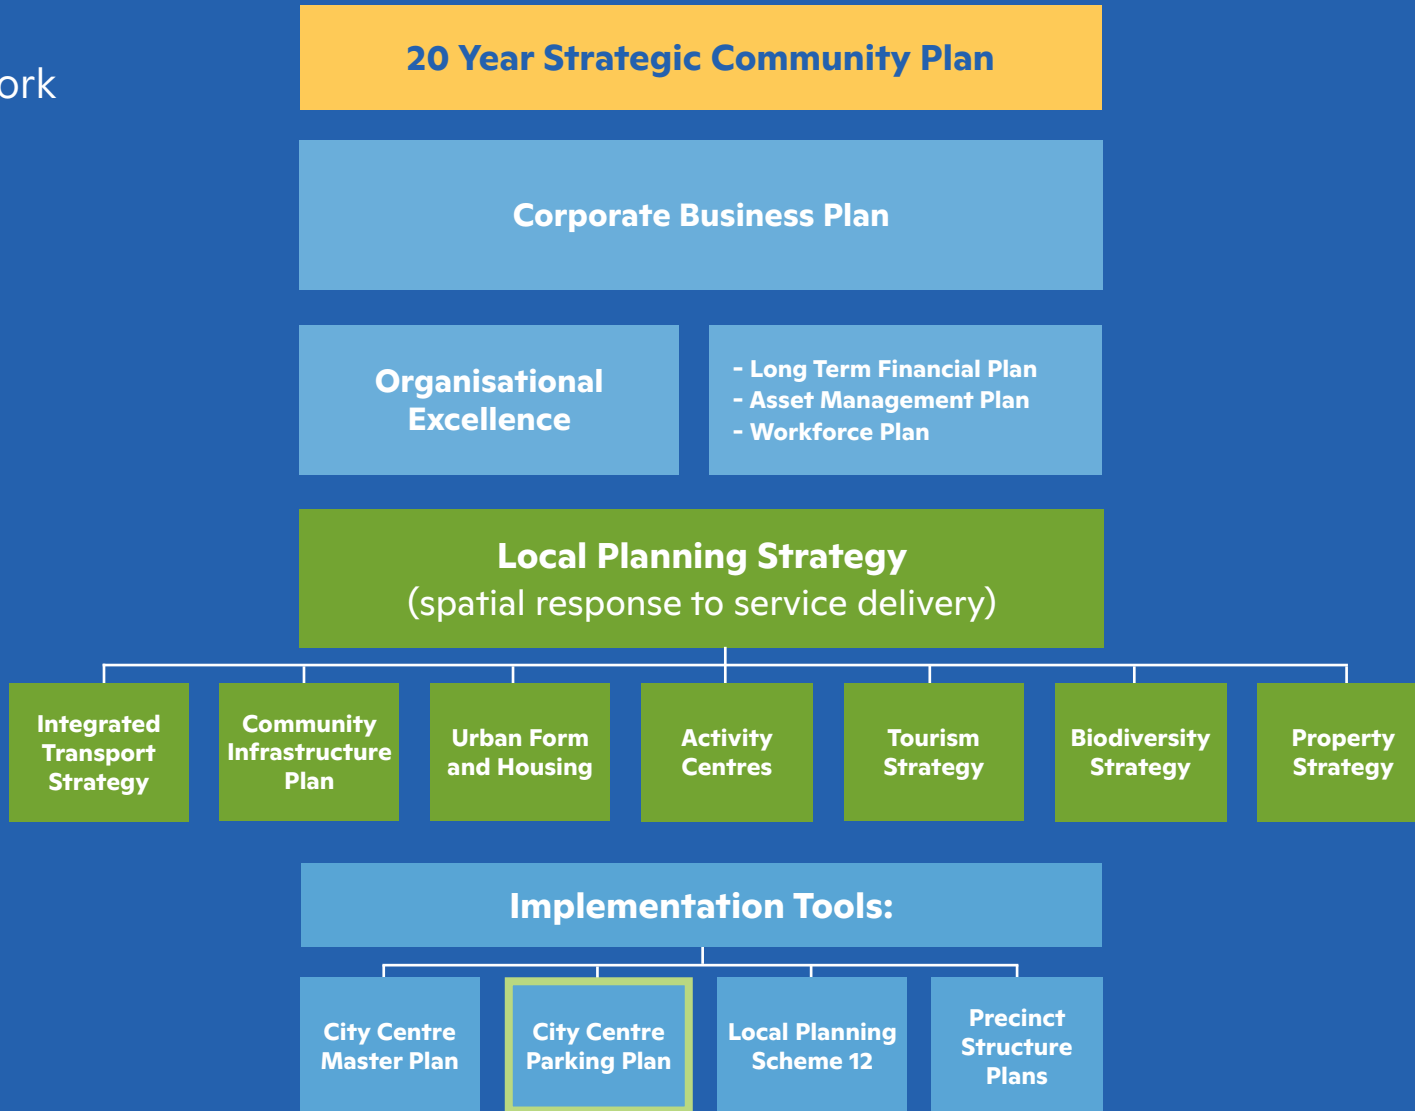 ork
20 Year Strategic Community Plan
Corporate Business Plan
Organisational
Excellence
- Long Term Financial Plan
- Asset Management Plan
- Workforce Plan
Local Planning Strategy
(spatial response to service delivery)
Integrated
Transport
Strategy
Community
Infrastructure
Plan
Urban Form
and Housing
Activity
Centres
Tourism
Strategy
Biodiversity
Strategy
Property
Strategy
Implementation Tools:
City Centre
Master Plan
City Centre
Parking Plan
Local Planning
Scheme 12
Precinct
Structure
Plans